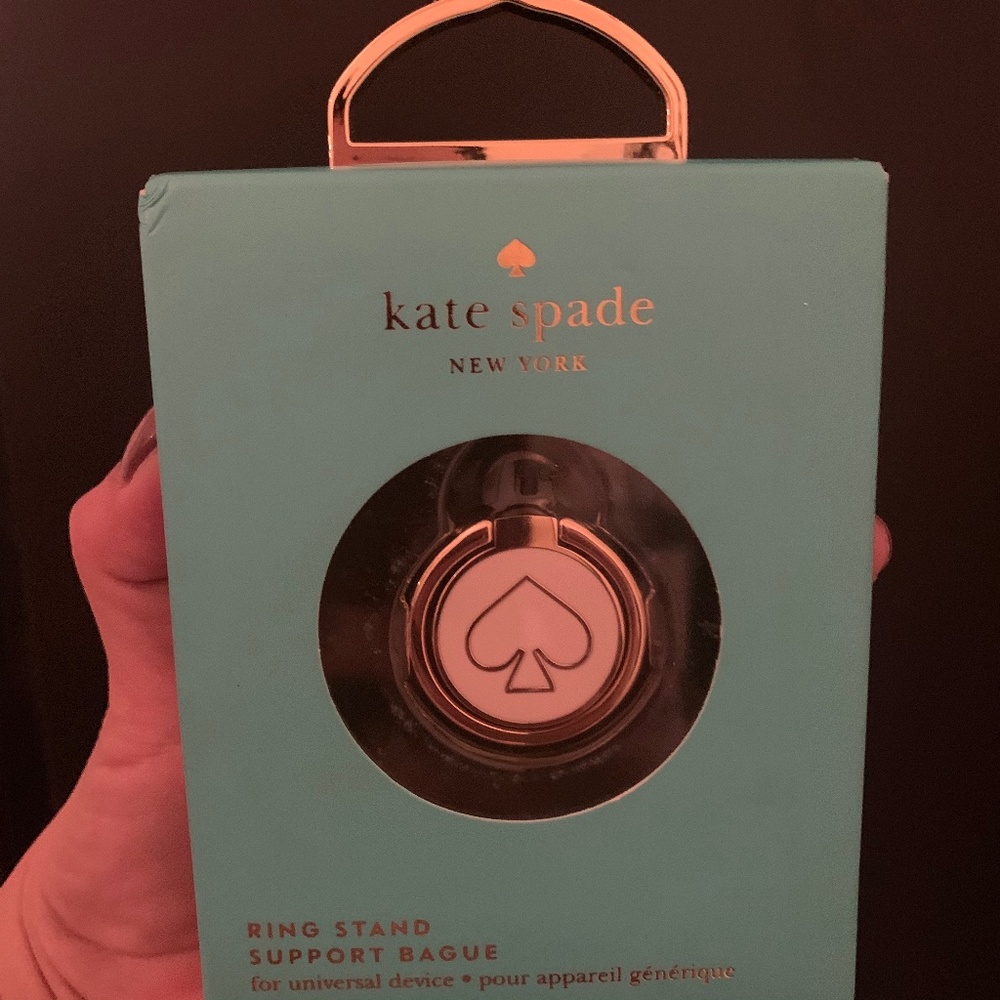 kate spade
NEW YORK
RING STAND
SUPPORT BAGUE
for universal device • pour appareil générique